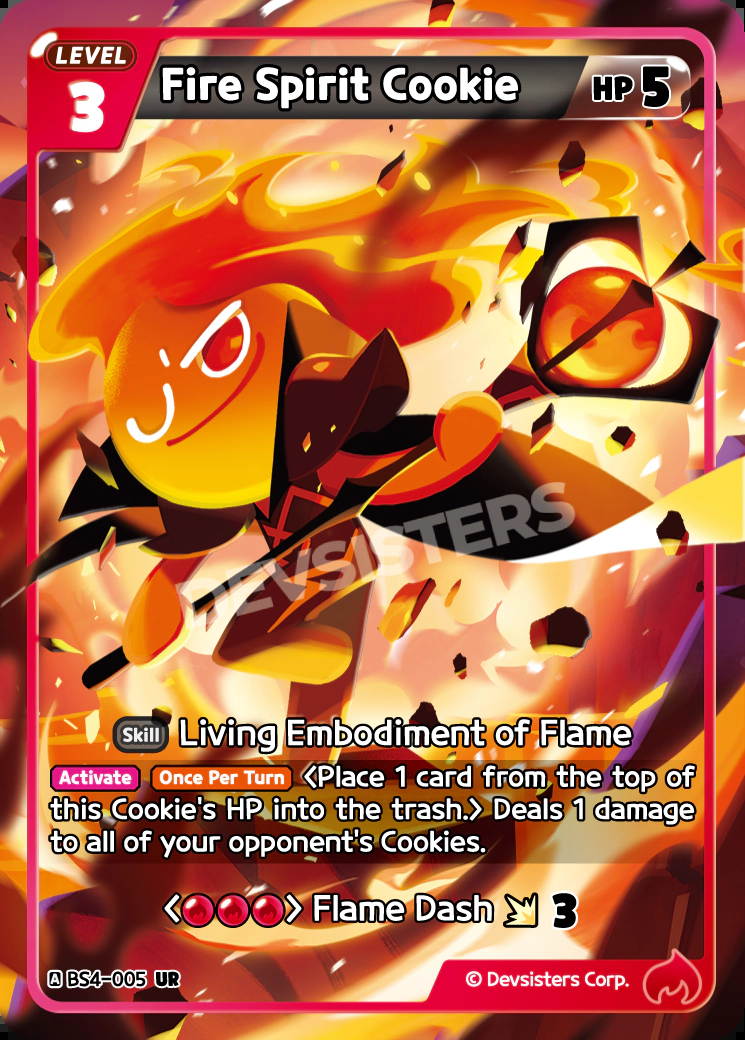 LEVEL
3
Fire Spirit Cookie
HP 5
DEVSISTERS
Skill Living Embodiment of Flame
Activate Once Per Turn <Place 1 card from the top of
this Cookie's HP into the trash.> Deals 1 damage
to all of your opponent's Cookies.
< > Flame Dash 3
A BS4-005 UR
© Devsisters Corp.